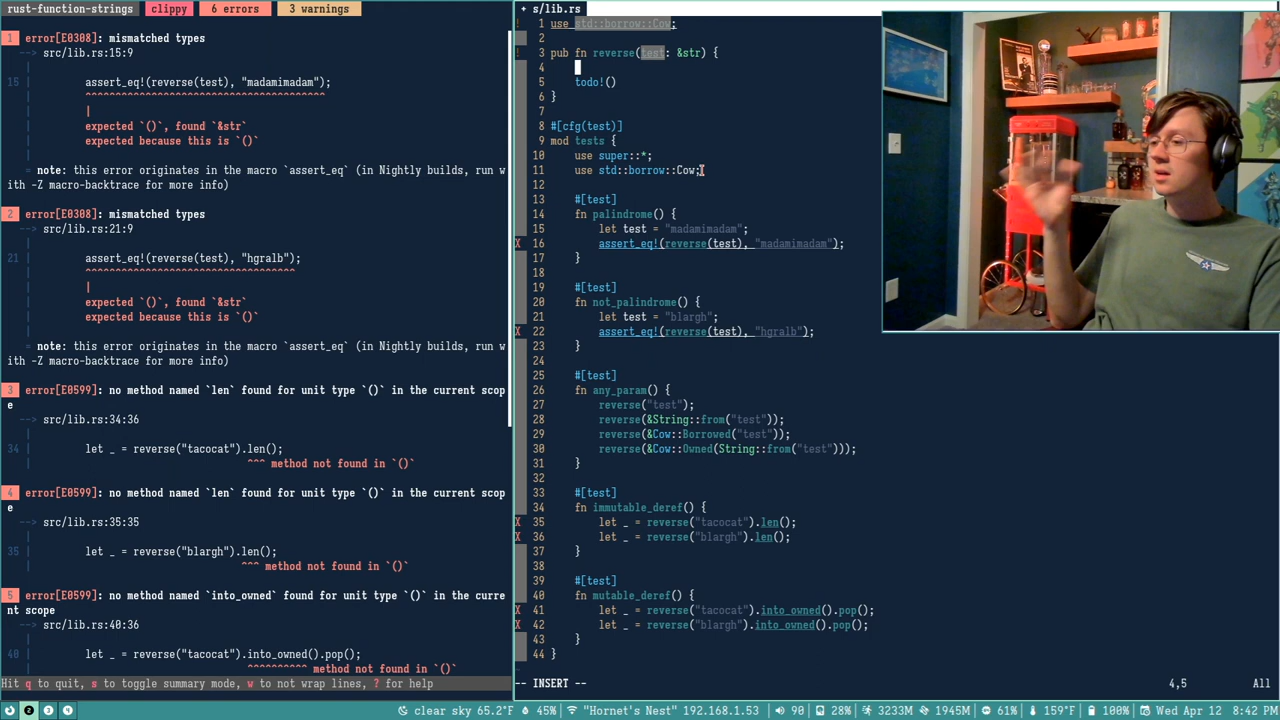 rust-function-strings clippy 6 errors 3 warnings
1 error[E0308]: mismatched types
--> src/lib.rs:15:9
|
15 | assert_eq!(reverse(test), "madamimadam");
| ^^^^^^^^^^^^^^^^^^^^^^^^^^^^^^^^^^^^^^^^
| |
| expected `()`, found `&str`
| expected because this is `()`
|
= note: this error originates in the macro `assert_eq` (in Nightly builds, run w
ith -Z macro-backtrace for more info)
2 error[E0308]: mismatched types
--> src/lib.rs:21:9
|
21 | assert_eq!(reverse(test), "hgralb");
| ^^^^^^^^^^^^^^^^^^^^^^^^^^^^^^^^^^^
| |
| expected `()`, found `&str`
| expected because this is `()`
|
= note: this error originates in the macro `assert_eq` (in Nightly builds, run w
ith -Z macro-backtrace for more info)
3 error[E0599]: no method named `len` found for unit type `()` in the current scop
e
--> src/lib.rs:34:36
|
34 | let _ = reverse("tacocat").len();
| ^^^ method not found in `()`
4 error[E0599]: no method named `len` found for unit type `()` in the current scop
e
--> src/lib.rs:35:35
|
35 | let _ = reverse("blargh").len();
| ^^^ method not found in `()`
5 error[E0599]: no method named `into_owned` found for unit type `()` in the curre
nt scope
--> src/lib.rs:40:36
|
40 | let _ = reverse("tacocat").into_owned().pop();
| ^^^^^^^^^^ method not found in `()`
Hit q to quit, s to toggle summary mode, w to not wrap lines, ? for help
+ s/lib.rs
! 1 use std::borrow::Cow;
2
! 3 pub fn reverse(test: &str) {
4
5 todo!()
6 }
7
8 #[cfg(test)]
9 mod tests {
10 use super::*;
11 use std::borrow::Cow;
12
13 #[test]
14 fn palindrome() {
15 let test = "madamimadam";
X 16 assert_eq!(reverse(test), "madamimadam");
17 }
18
19 #[test]
20 fn not_palindrome() {
21 let test = "blargh";
X 22 assert_eq!(reverse(test), "hgralb");
23 }
24
25 #[test]
26 fn any_param() {
27 reverse("test");
28 reverse(&String::from("test"));
29 reverse(&Cow::Borrowed("test"));
30 reverse(&Cow::Owned(String::from("test")));
31 }
32
33 #[test]
34 fn immutable_deref() {
X 35 let _ = reverse("tacocat").len();
X 36 let _ = reverse("blargh").len();
37 }
38
39 #[test]
40 fn mutable_deref() {
X 41 let _ = reverse("tacocat").into_owned().pop();
X 42 let _ = reverse("blargh").into_owned().pop();
43 }
44 }
-- INSERT -- 4,5 All
2 3 4 clear sky 65.2°F 45% "Hornet's Nest" 192.168.1.53 90 28% 3233M 1945M 61% 159°F 100% Wed Apr 12 8:42 PM